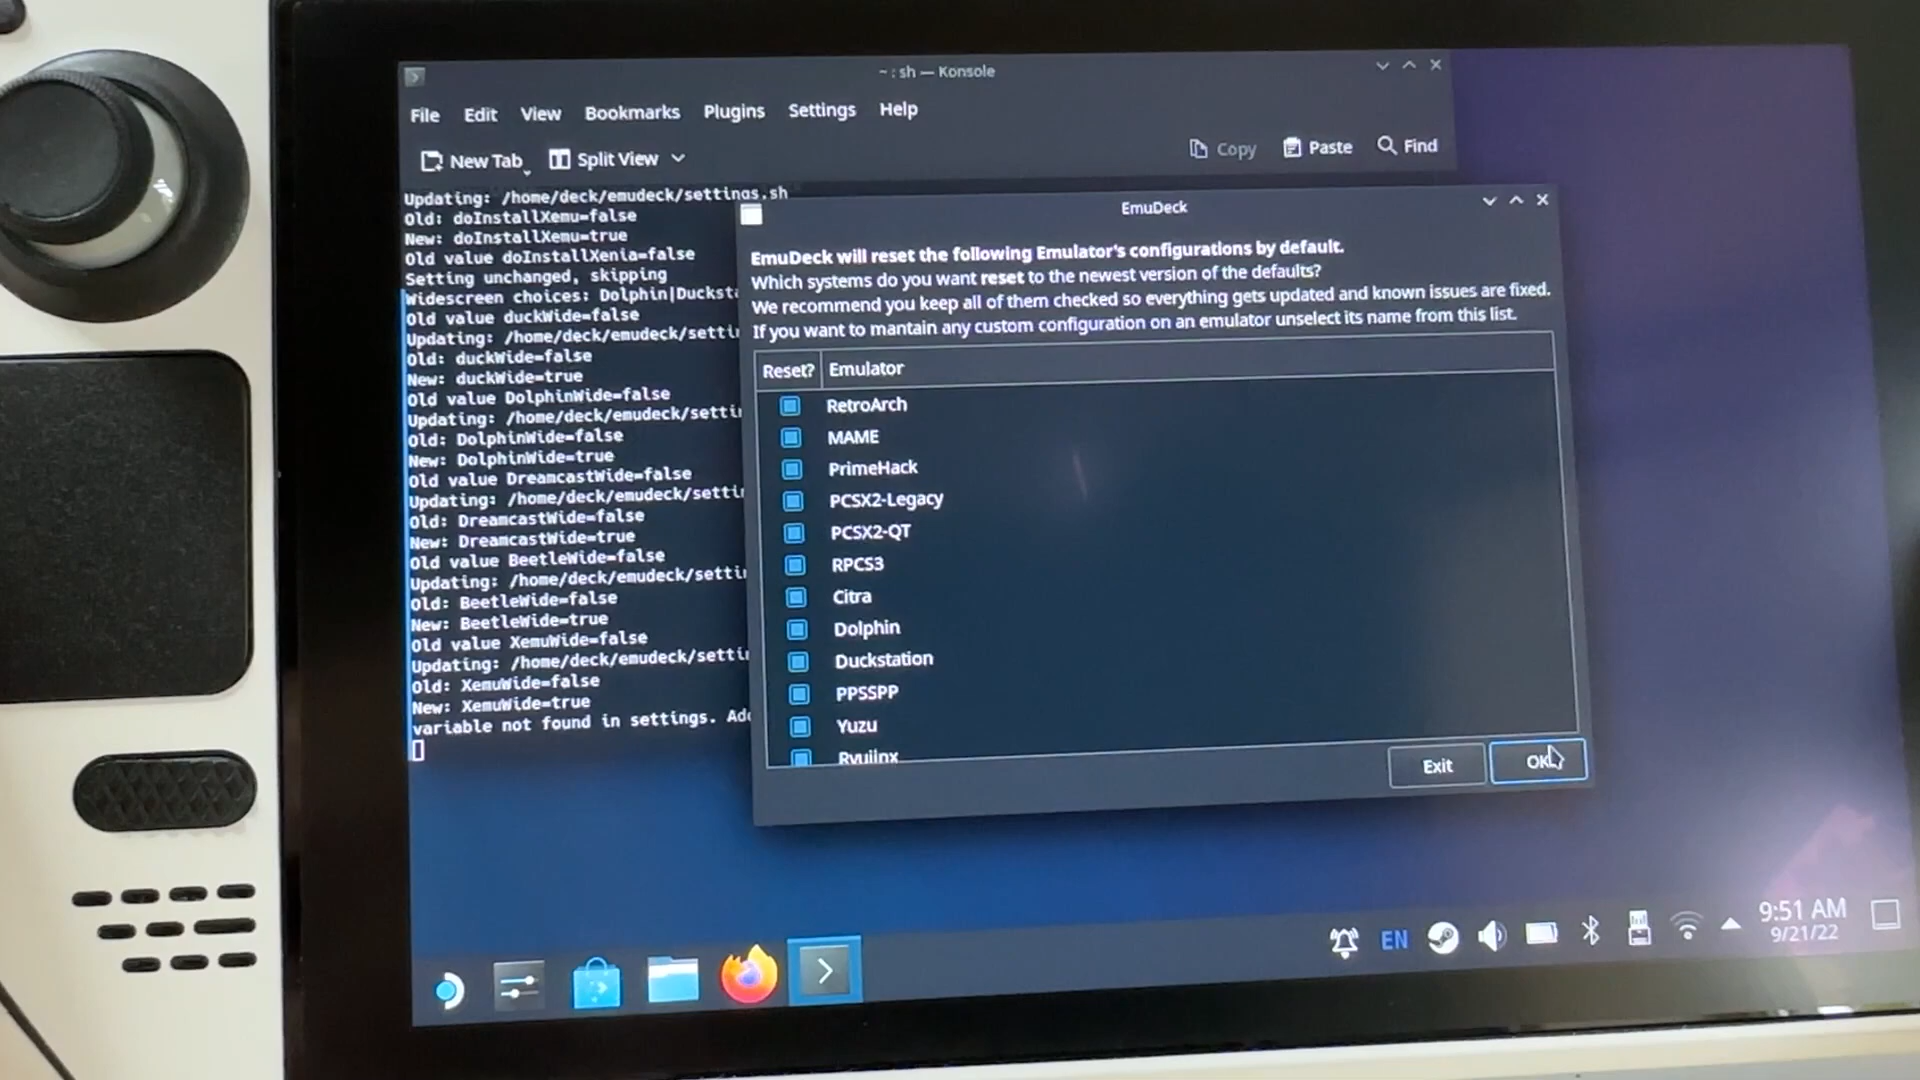 ~ : sh — Konsole
File Edit View Bookmarks Plugins Settings Help
New Tab Split View Copy Paste Find
Updating: /home/deck/emudeck/settings.sh
Old: doInstallXemu=false
New: doInstallXemu=true
Old value doInstallXenia=false
Setting unchanged, skipping
Widescreen choices: Dolphin|Duckst
Old value duckWide=false
Updating: /home/deck/emudeck/setti
Old: duckWide=false
New: duckWide=true
Old value DolphinWide=false
Updating: /home/deck/emudeck/setti
Old: DolphinWide=false
New: DolphinWide=true
Old value DreamcastWide=false
Updating: /home/deck/emudeck/setti
Old: DreamcastWide=false
New: DreamcastWide=true
Old value BeetleWide=false
Updating: /home/deck/emudeck/setti
Old: BeetleWide=false
New: BeetleWide=true
Old value XemuWide=false
Updating: /home/deck/emudeck/setti
Old: XemuWide=false
New: XemuWide=true
variable not found in settings. Ad
EmuDeck
EmuDeck will reset the following Emulator's configurations by default.
Which systems do you want reset to the newest version of the defaults?
We recommend you keep all of them checked so everything gets updated and known issues are fixed.
If you want to mantain any custom configuration on an emulator unselect its name from this list.
Reset? Emulator
RetroArch
MAME
PrimeHack
PCSX2-Legacy
PCSX2-QT
RPCS3
Citra
Dolphin
Duckstation
PPSSPP
Yuzu
Ryujinx
Exit OK
EN
9:51 AM
9/21/22